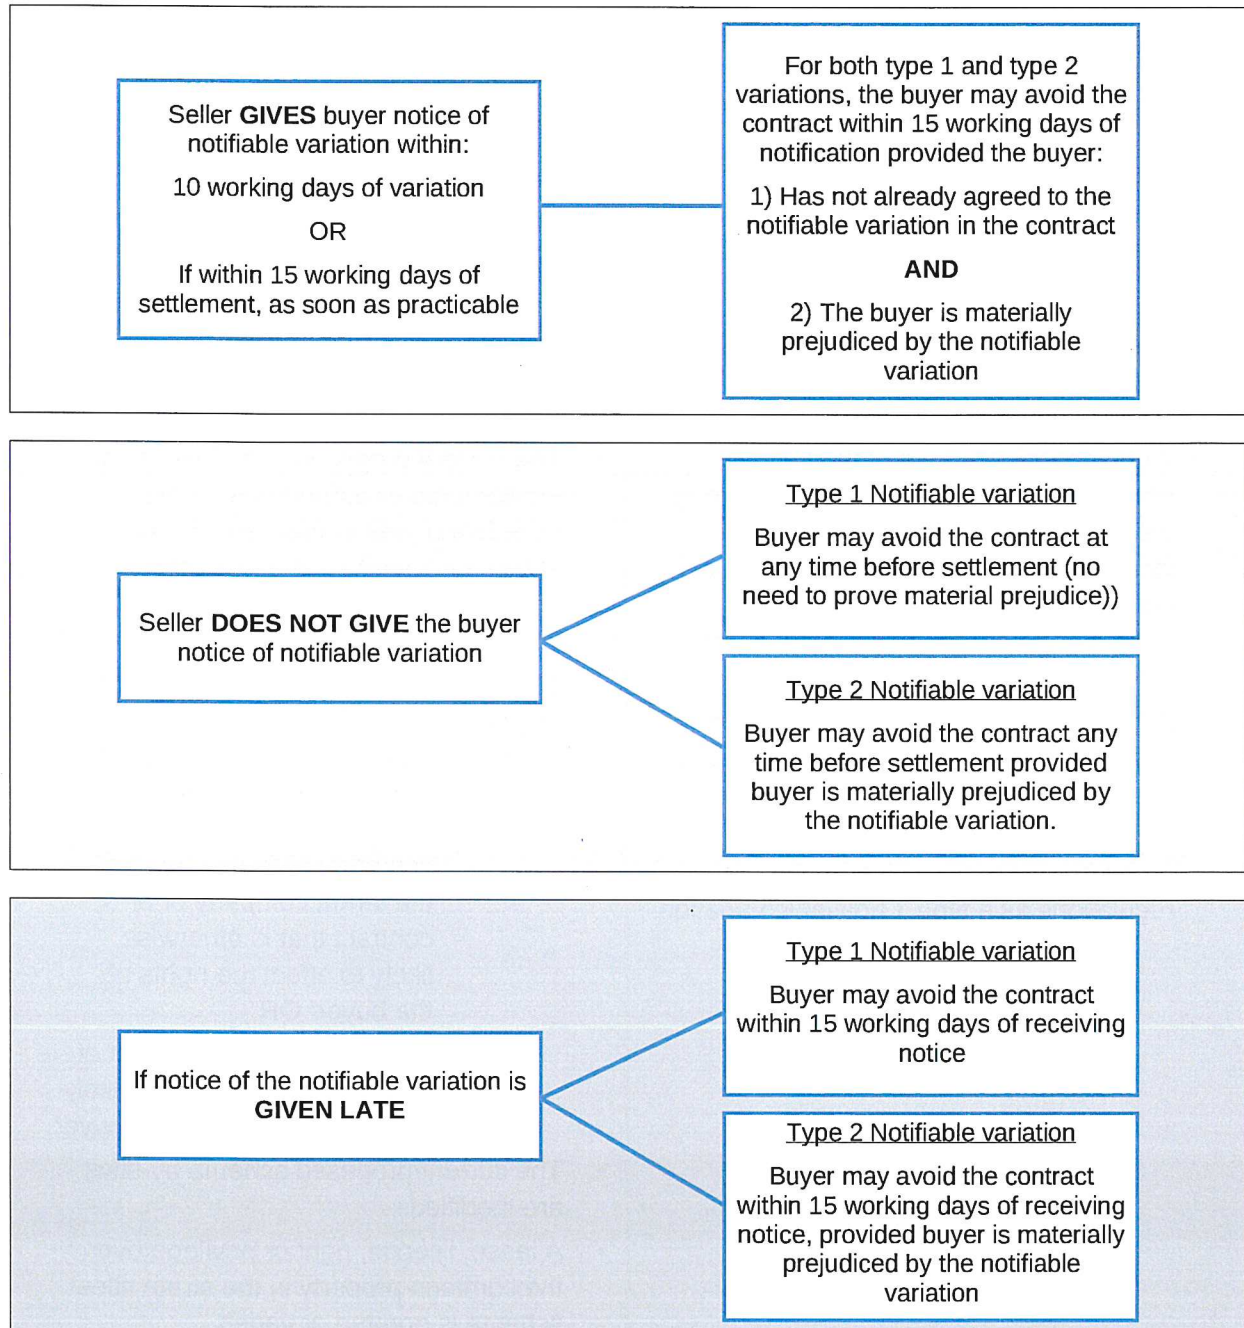 Seller GIVES buyer notice of
notifiable variation within:
10 working days of variation
OR
If within 15 working days of
settlement, as soon as practicable
For both type 1 and type 2
variations, the buyer may avoid the
contract within 15 working days of
notification provided the buyer:
1) Has not already agreed to the
notifiable variation in the contract
AND
2) The buyer is materially
prejudiced by the notifiable
variation
Seller DOES NOT GIVE the buyer
notice of notifiable variation
Type 1 Notifiable variation
Buyer may avoid the contract at
any time before settlement (no
need to prove material prejudice))
Type 2 Notifiable variation
Buyer may avoid the contract any
time before settlement provided
buyer is materially prejudiced by
the notifiable variation.
If notice of the notifiable variation is
GIVEN LATE
Type 1 Notifiable variation
Buyer may avoid the contract
within 15 working days of receiving
notice
Type 2 Notifiable variation
Buyer may avoid the contract
within 15 working days of receiving
notice, provided buyer is materially
prejudiced by the notifiable
variation